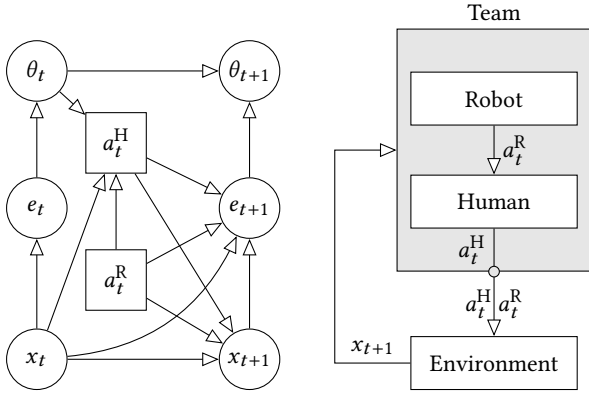 θ_t
θ_{t+1}
a_t^H
e_t
e_{t+1}
a_t^R
x_t
x_{t+1}
Team
Robot
a_t^R
Human
a_t^H
a_t^H a_t^R
x_{t+1}
Environment